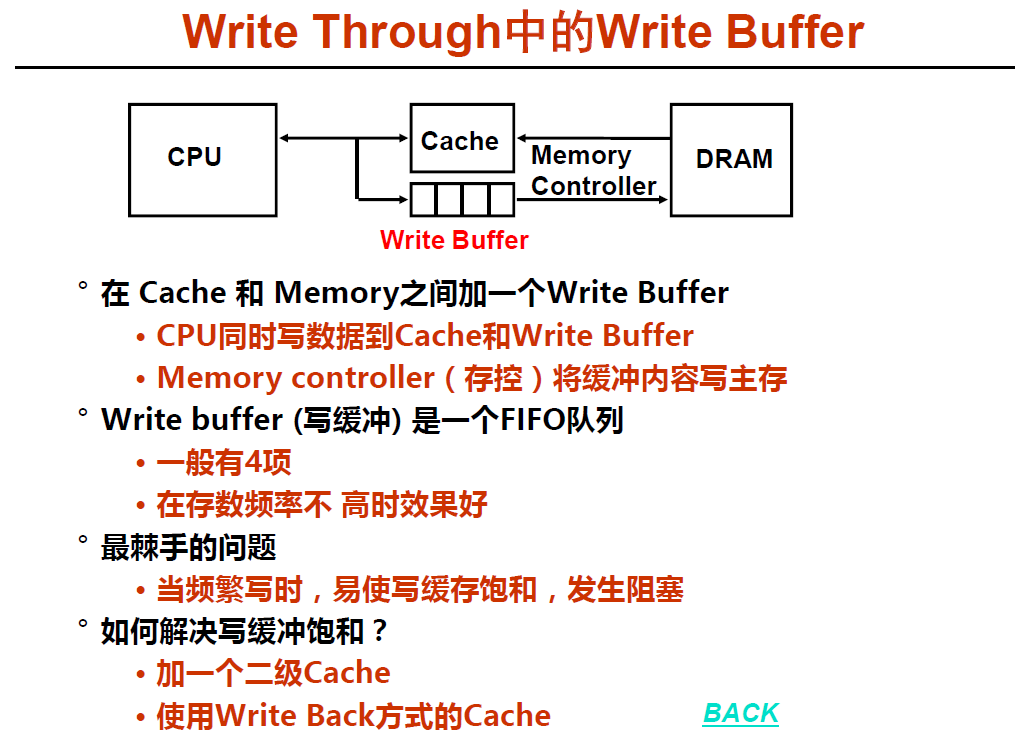 Write Through中的Write Buffer
CPU
Cache
Memory
Controller
DRAM
Write Buffer
° 在 Cache 和 Memory之间加一个Write Buffer
• CPU同时写数据到Cache和Write Buffer
• Memory controller（存控）将缓冲内容写主存
° Write buffer (写缓冲) 是一个FIFO队列
• 一般有4项
• 在存数频率不 高时效果好
° 最棘手的问题
• 当频繁写时，易使写缓存饱和，发生阻塞
° 如何解决写缓冲饱和？
• 加一个二级Cache
• 使用Write Back方式的Cache
BACK